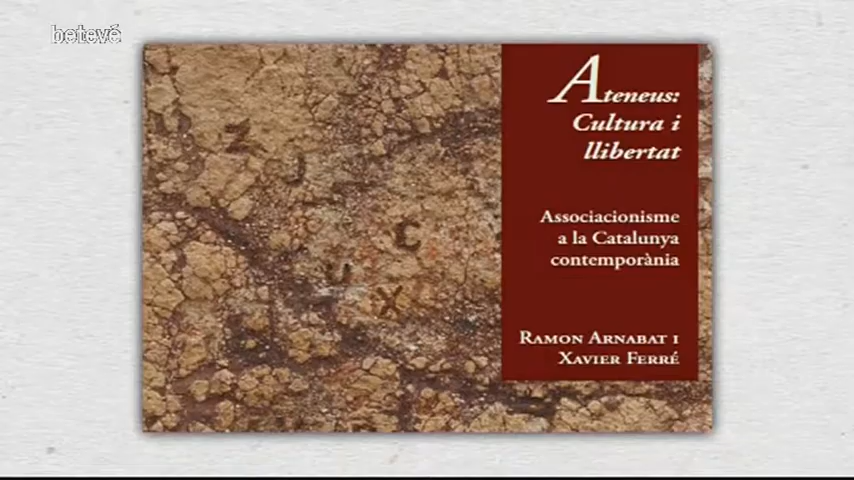 betevé
Ateneus:
Cultura i
llibertat
Associacionisme
a la Catalunya
contemporània
Ramon Arnabat i
Xavier Ferré